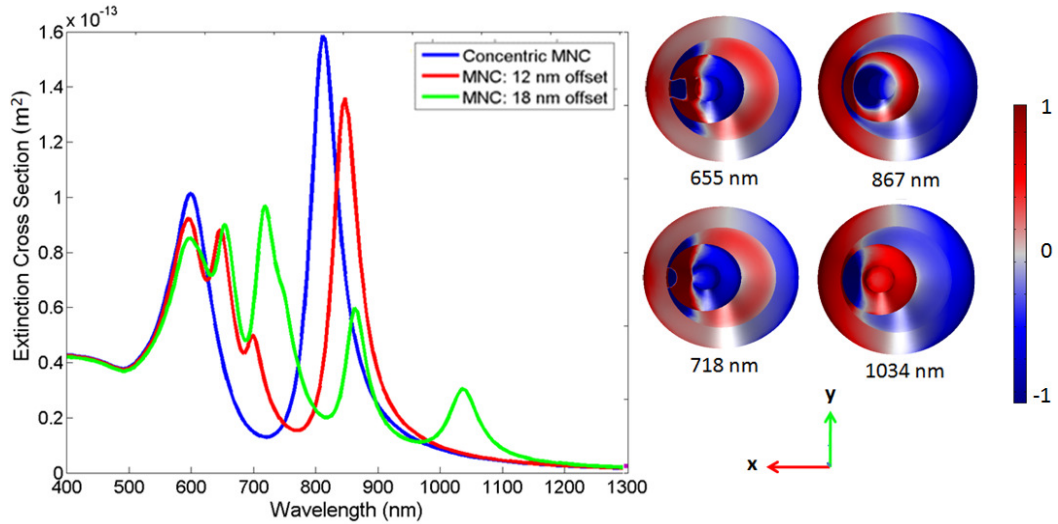 1.6 x 10⁻¹³
1.4
1.2
1
0.8
0.6
0.4
0.2
0
Extinction Cross Section (m²)
Concentric MNC
MNC: 12 nm offset
MNC: 18 nm offset
400 500 600 700 800 900 1000 1100 1200 1300
Wavelength (nm)
655 nm
867 nm
718 nm
1034 nm
1
0
-1
y
x